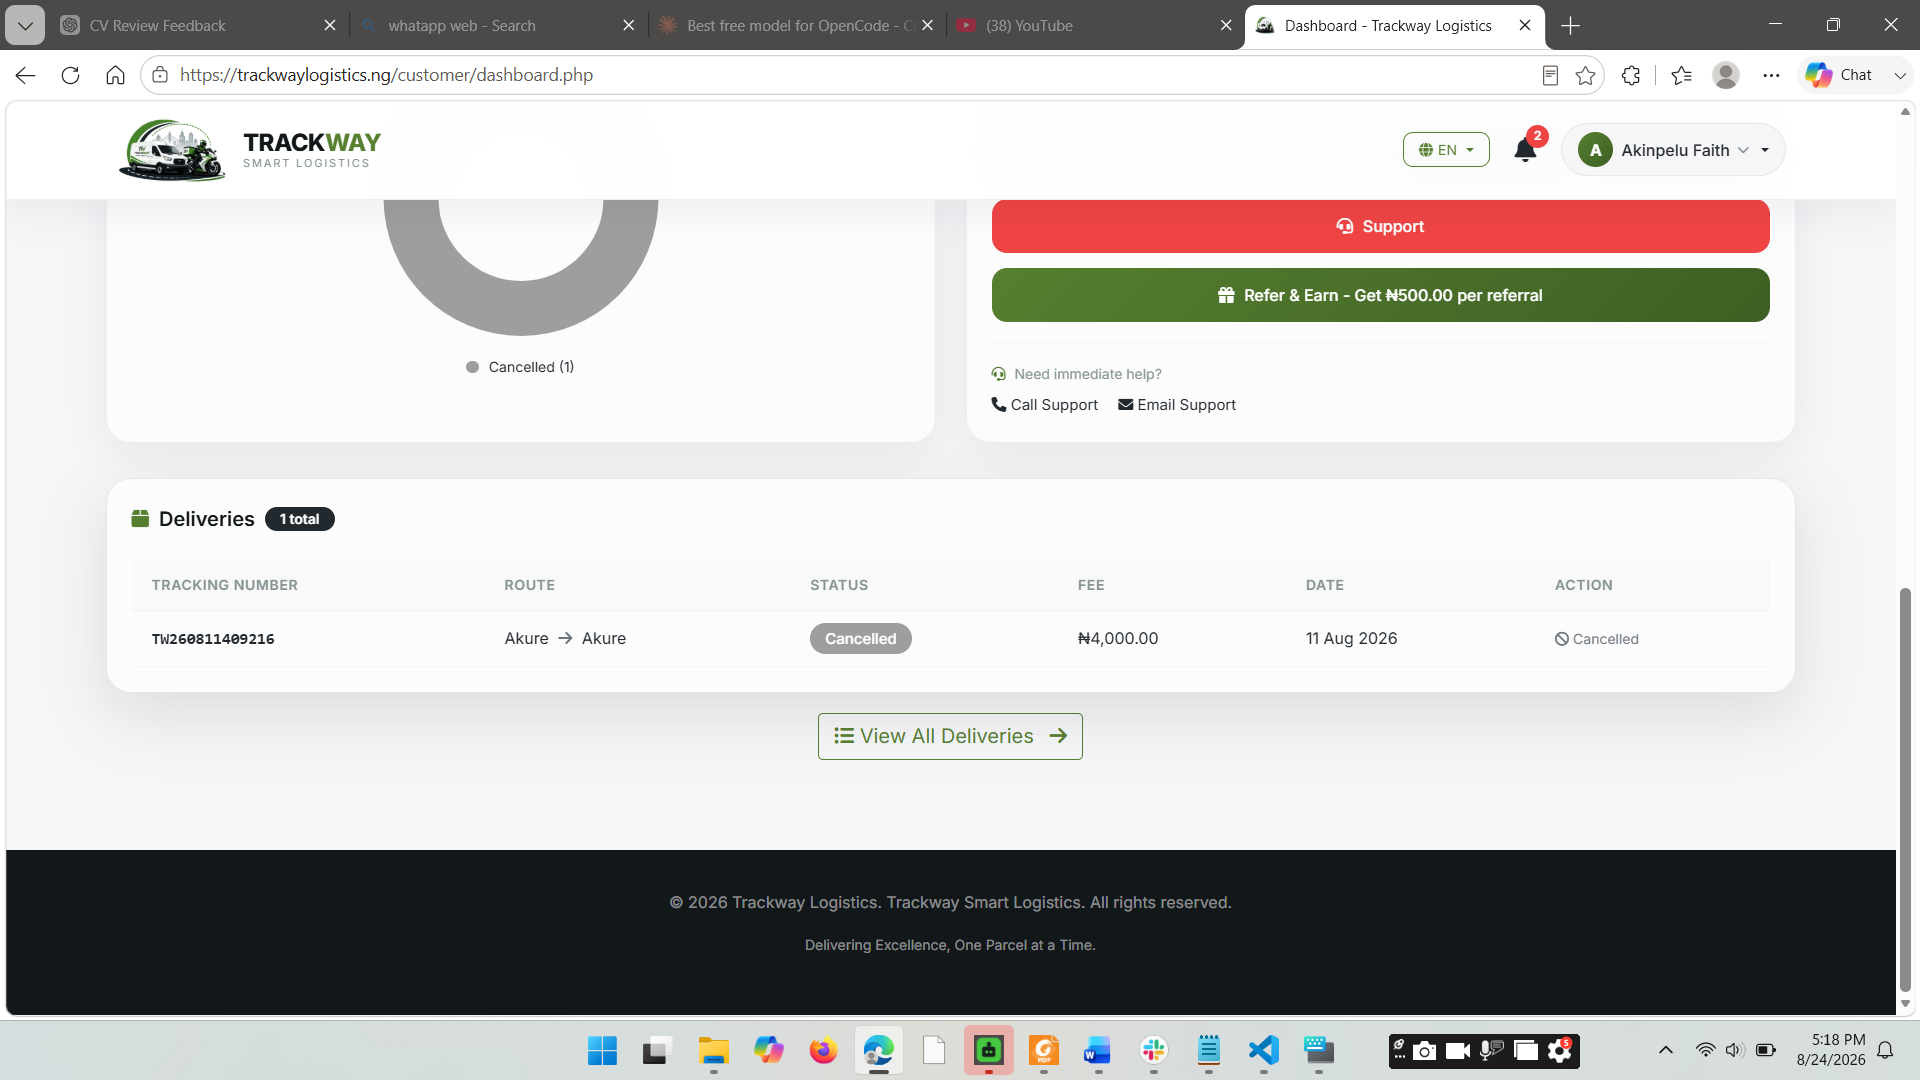 CV Review Feedback
whatapp web - Search
Best free model for OpenCode - C
(38) YouTube
Dashboard - Trackway Logistics
https://trackwaylogistics.ng/customer/dashboard.php
Chat
TRACKWAY
SMART LOGISTICS
EN
2
A
Akinpelu Faith
Support
Refer & Earn - Get ₦500.00 per referral
Cancelled (1)
Need immediate help?
Call Support
Email Support
Deliveries
1 total
TRACKING NUMBER ROUTE STATUS FEE DATE ACTION
TW260811409216 Akure → Akure Cancelled ₦4,000.00 11 Aug 2026 Cancelled
View All Deliveries →
© 2026 Trackway Logistics. Trackway Smart Logistics. All rights reserved.
Delivering Excellence, One Parcel at a Time.
PDF
W
5
5:18 PM
8/24/2026